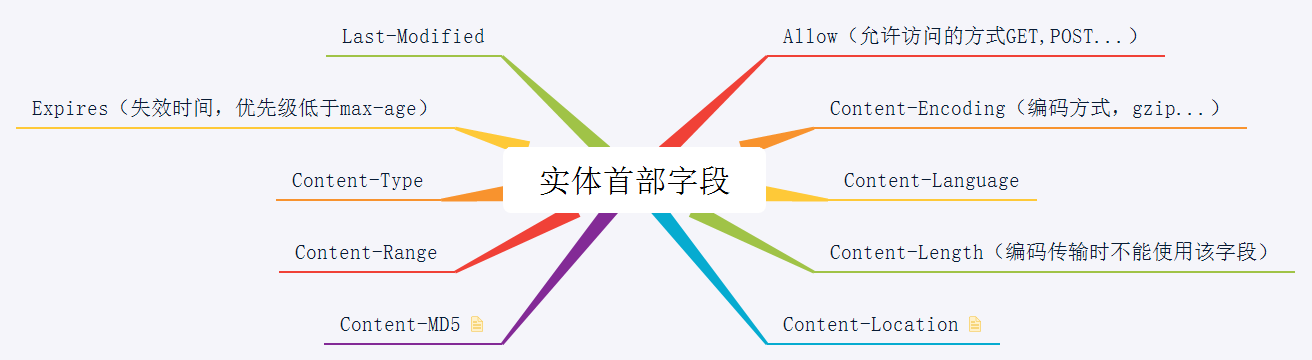 Last-Modified
Allow（允许访问的方式GET,POST...）
Expires（失效时间，优先级低于max-age）
Content-Encoding（编码方式，gzip...）
Content-Type
实体首部字段
Content-Language
Content-Range
Content-Length（编码传输时不能使用该字段）
Content-MD5
Content-Location